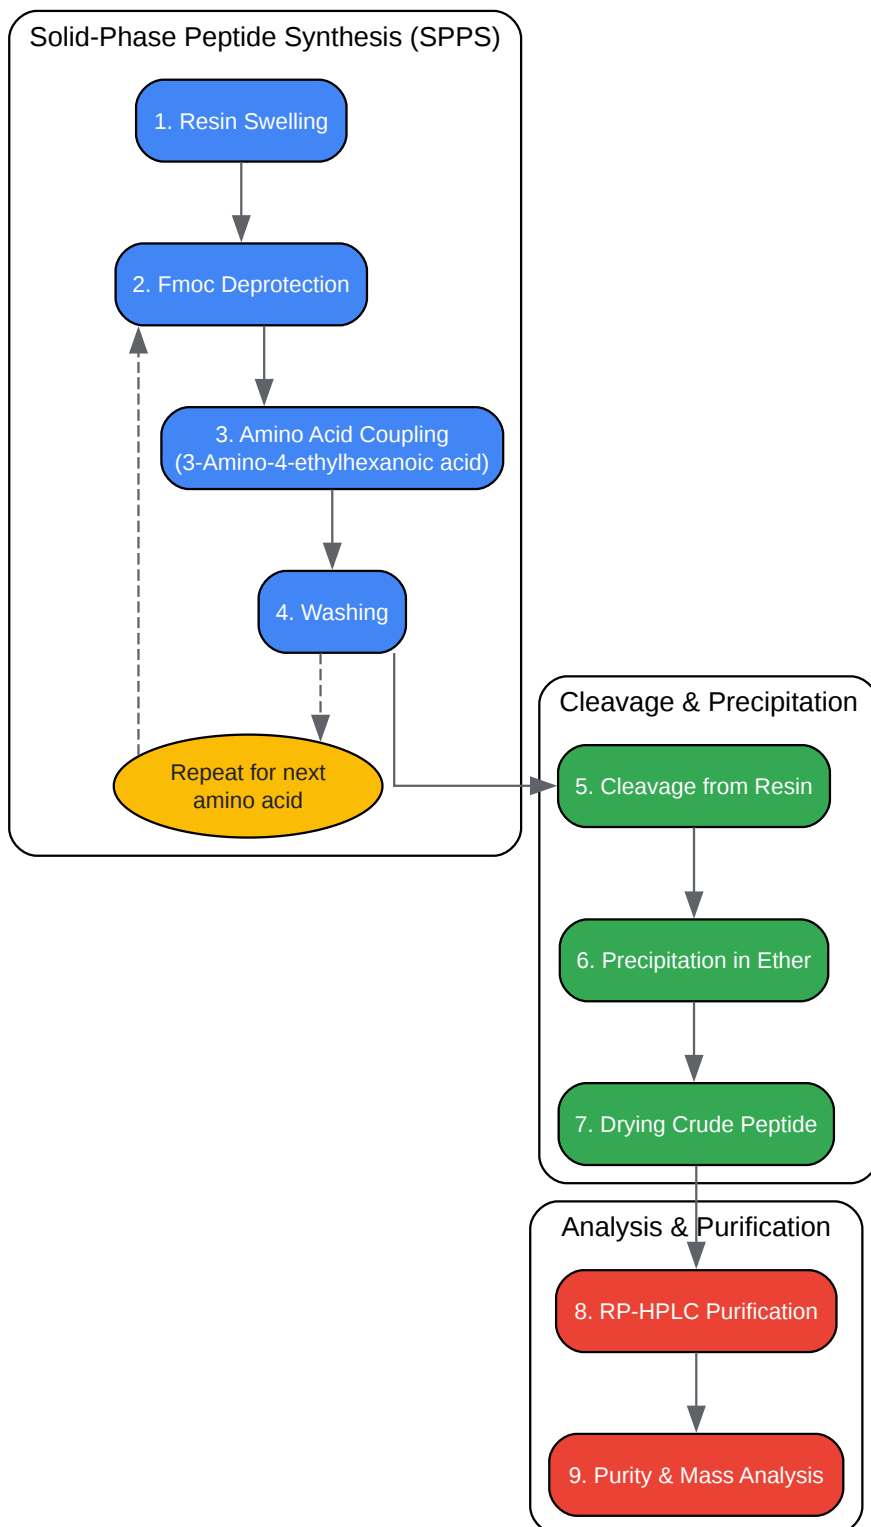 Solid-Phase Peptide Synthesis (SPPS)
1. Resin Swelling
2. Fmoc Deprotection
3. Amino Acid Coupling
(3-Amino-4-ethylhexanoic acid)
4. Washing
Repeat for next
amino acid
Cleavage & Precipitation
5. Cleavage from Resin
6. Precipitation in Ether
7. Drying Crude Peptide
Analysis & Purification
8. RP-HPLC Purification
9. Purity & Mass Analysis